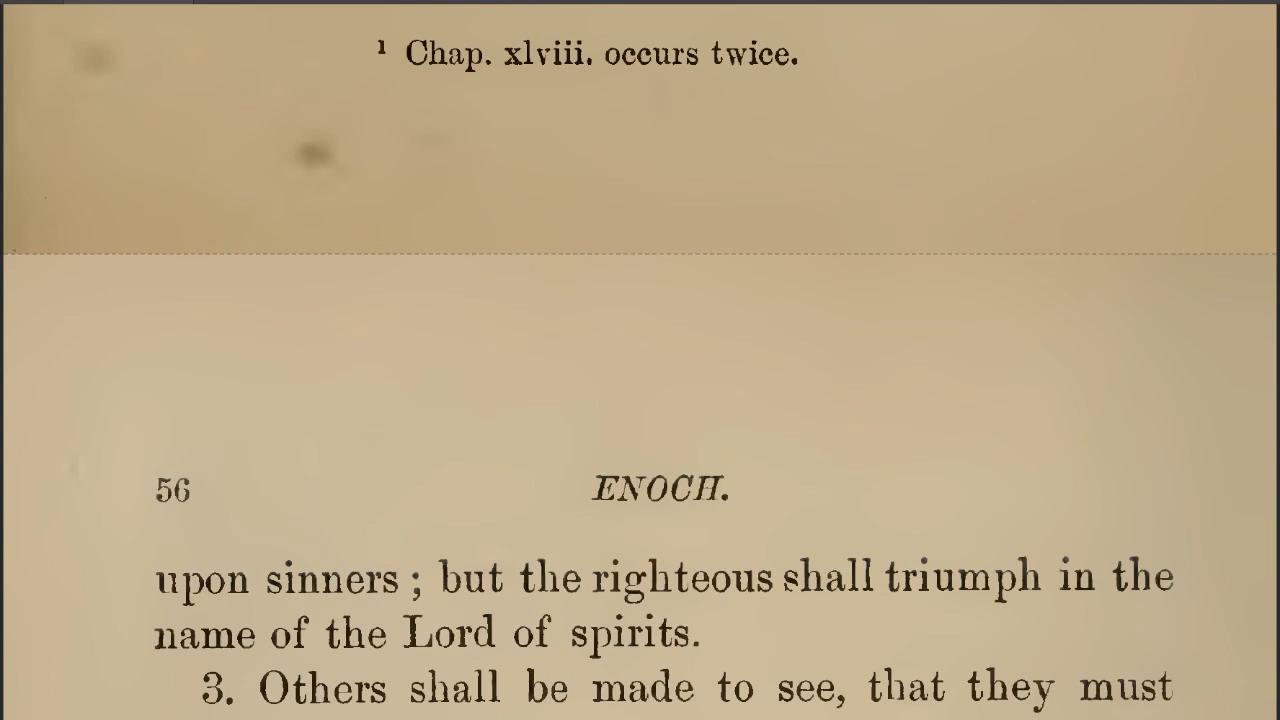 ¹ Chap. xlviii. occurs twice.
56 ENOCH.
upon sinners ; but the righteous shall triumph in the
name of the Lord of spirits.
3. Others shall be made to see, that they must